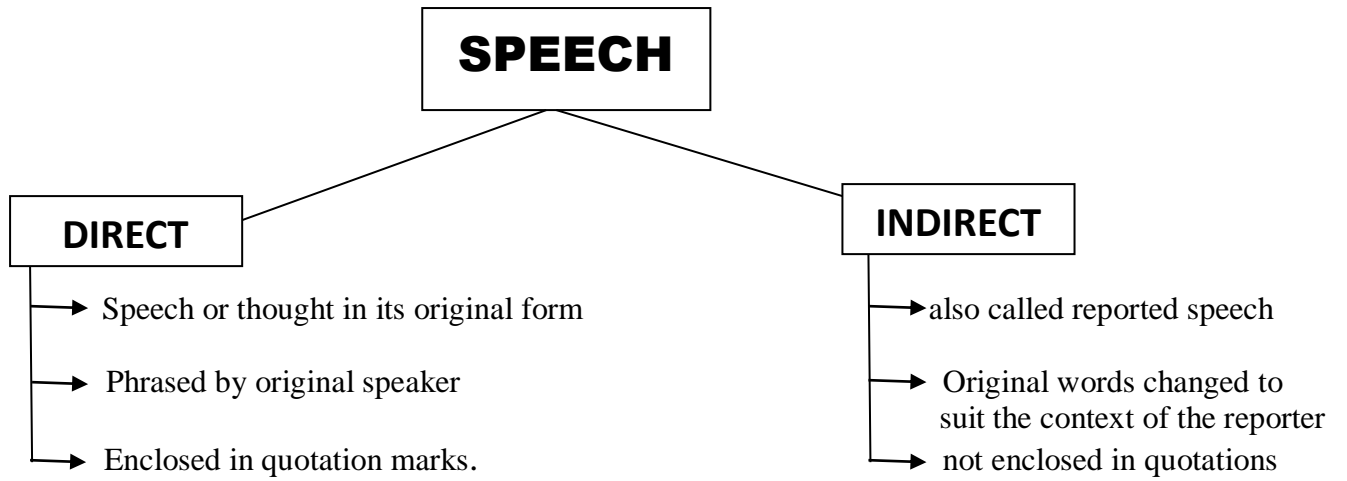 SPEECH
DIRECT
Speech or thought in its original form
Phrased by original speaker
Enclosed in quotation marks.
INDIRECT
also called reported speech
Original words changed to
suit the context of the reporter
not enclosed in quotations